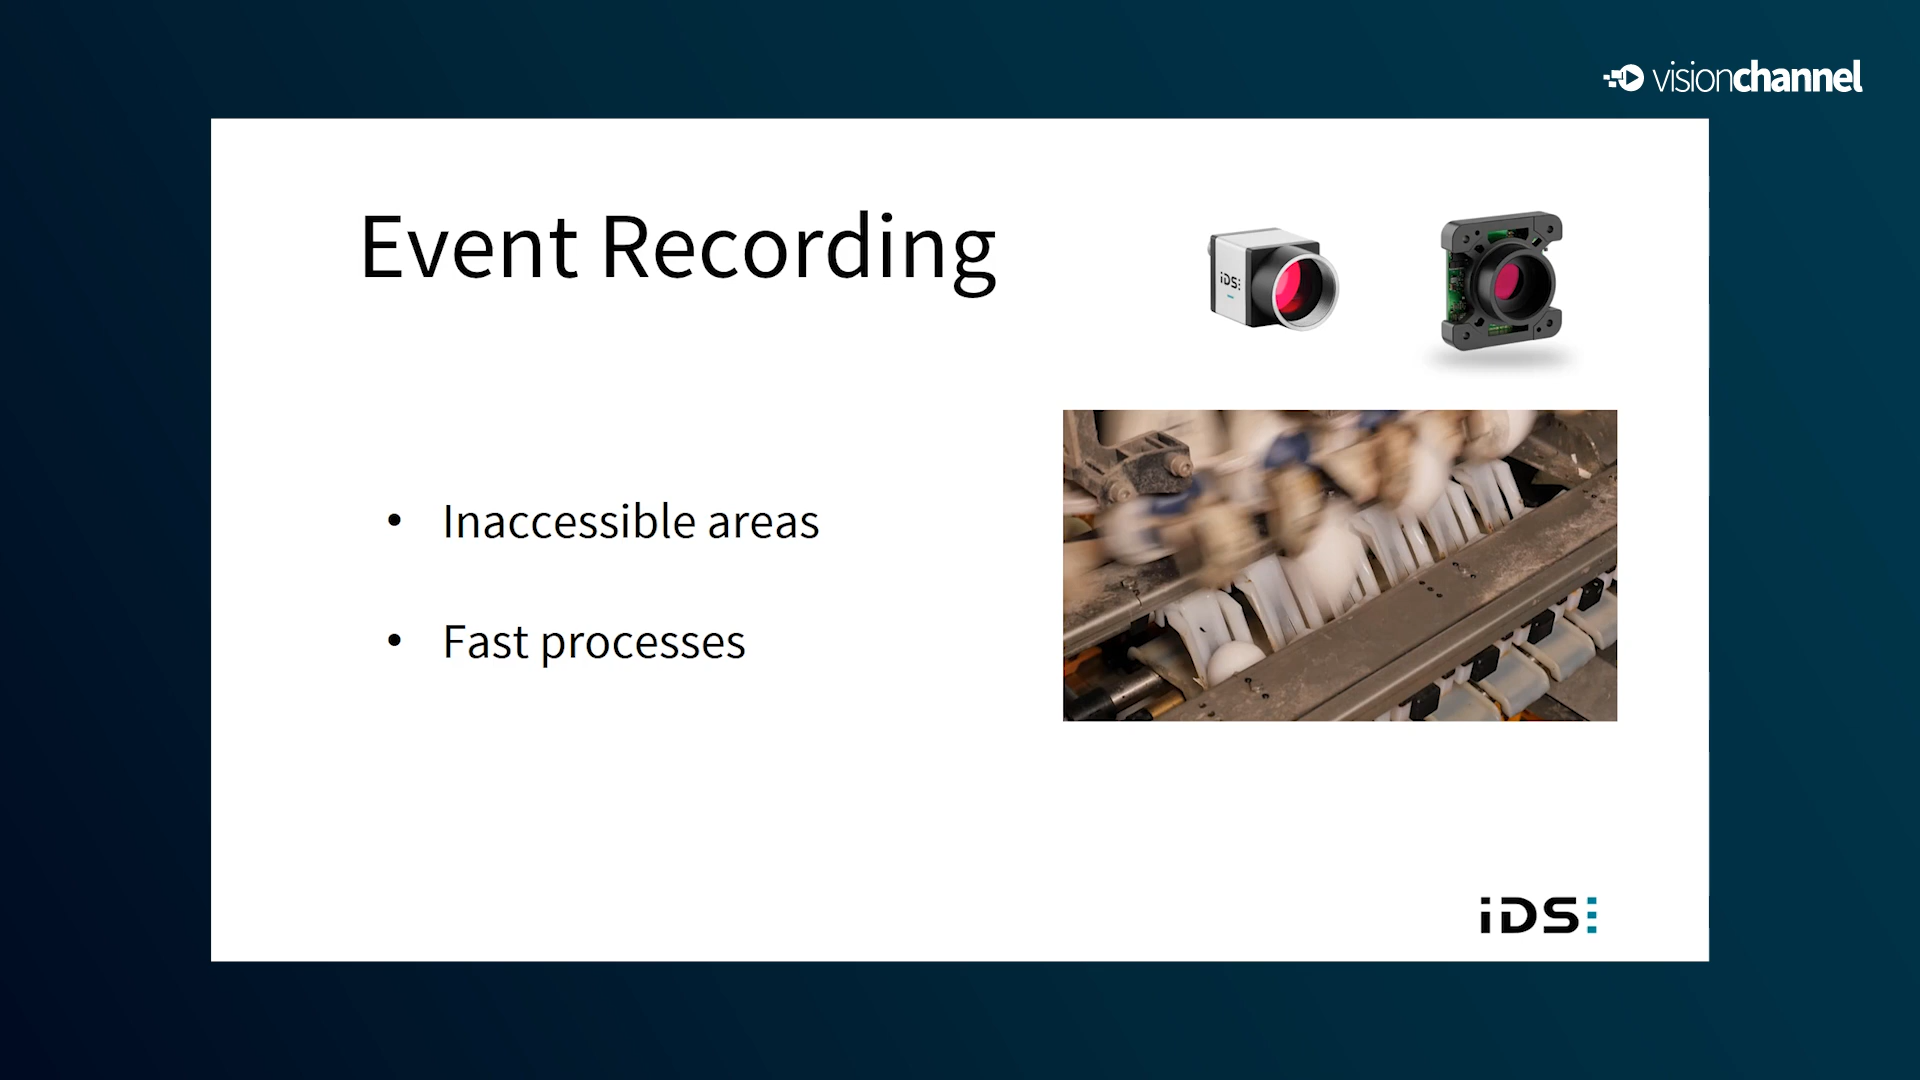 visionchannel
Event Recording
iDS
• Inaccessible areas
• Fast processes
iDS